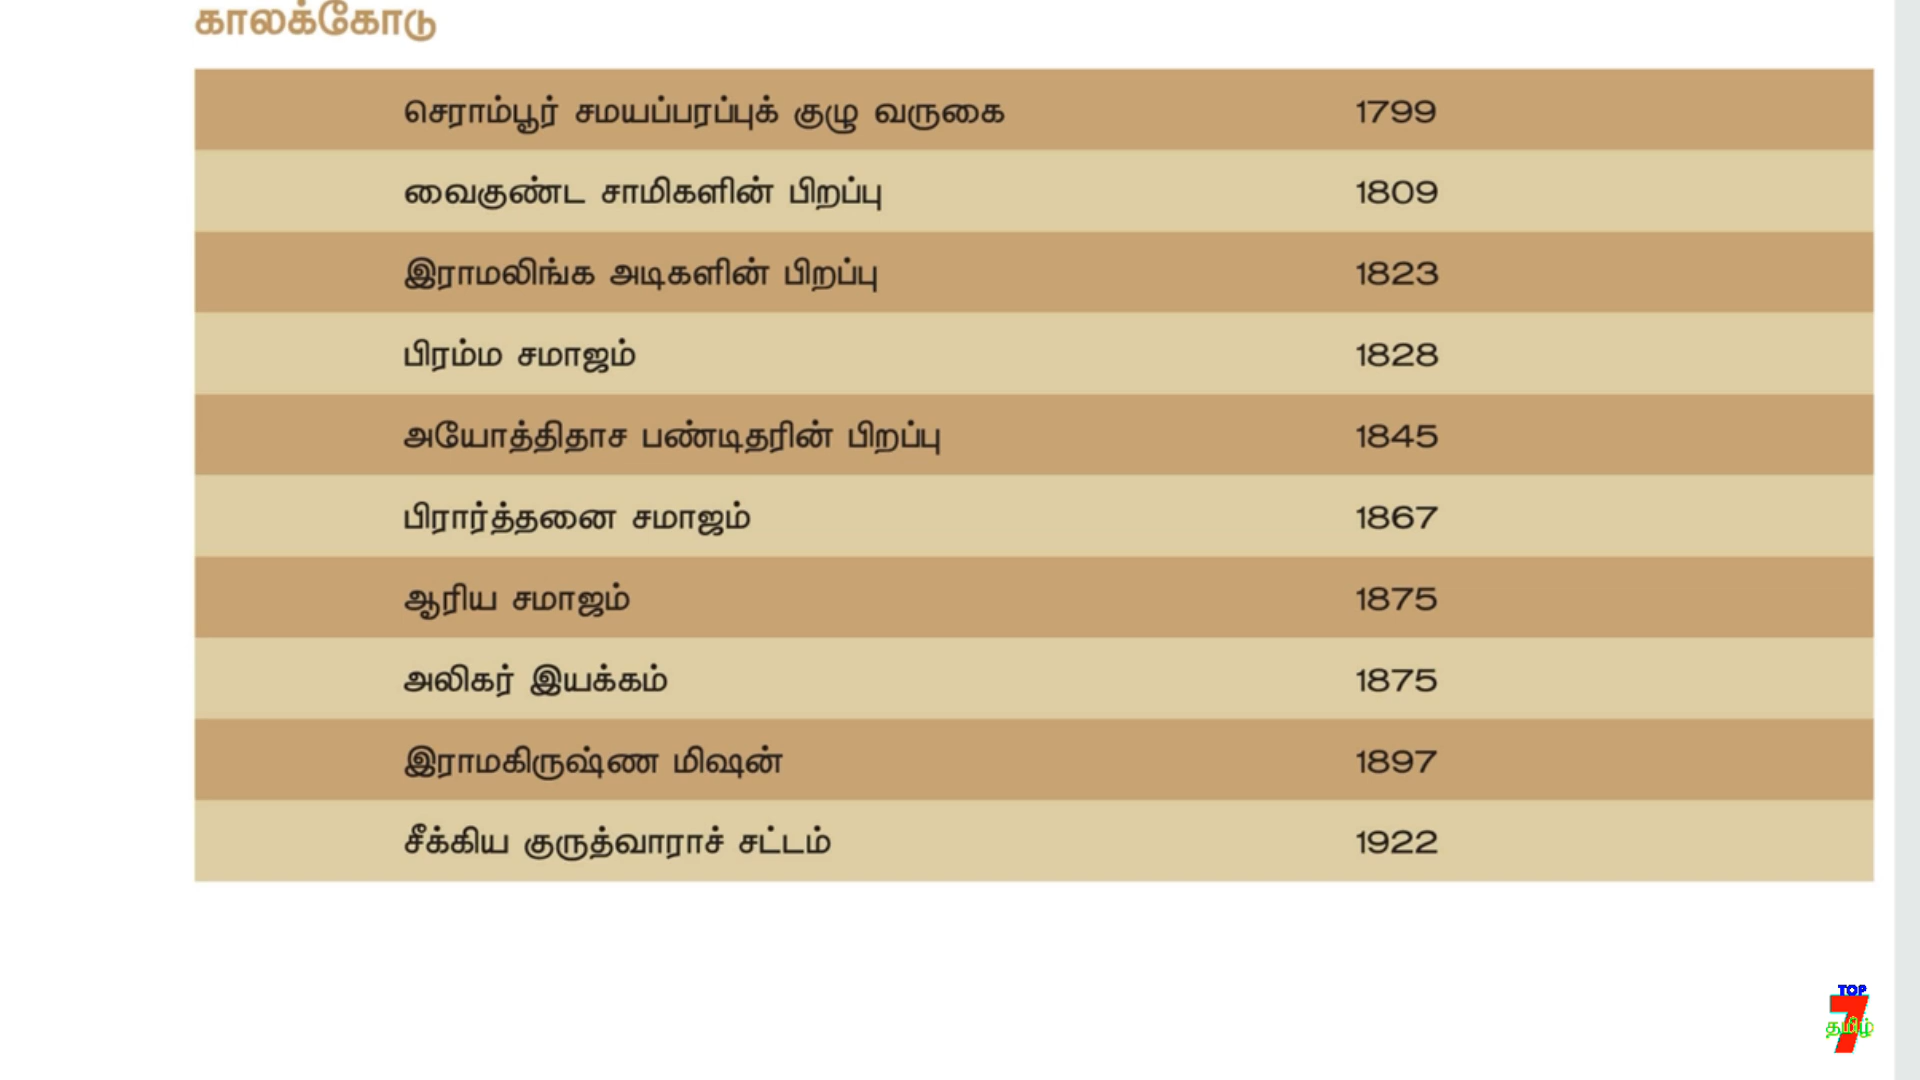 காலக்கோடு
செராம்பூர் சமயப்பரப்புக் குழு வருகை 1799
வைகுண்ட சாமிகளின் பிறப்பு 1809
இராமலிங்க அடிகளின் பிறப்பு 1823
பிரம்ம சமாஜம் 1828
அயோத்திதாச பண்டிதரின் பிறப்பு 1845
பிரார்த்தனை சமாஜம் 1867
ஆரிய சமாஜம் 1875
அலிகர் இயக்கம் 1875
இராமகிருஷ்ண மிஷன் 1897
சீக்கிய குருத்வாராச் சட்டம் 1922
TOP
7
தமிழ்